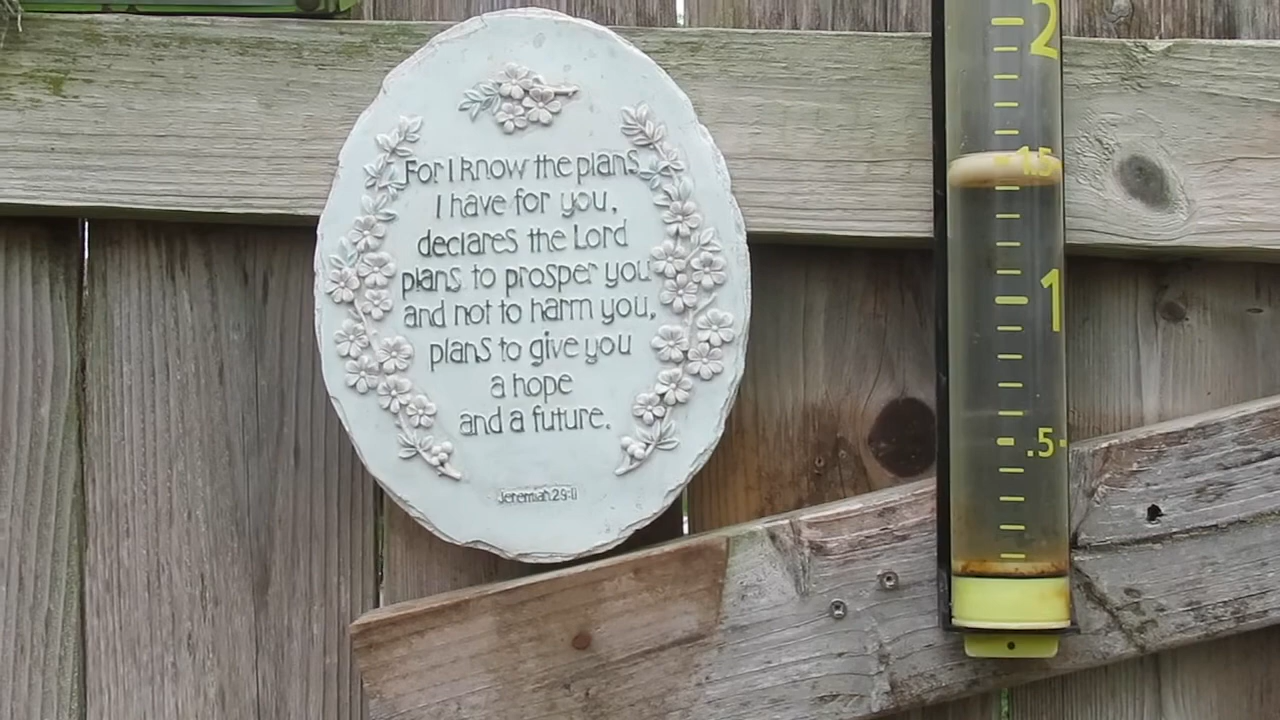 For I know the plans
I have for you,
declares the Lord
plans to prosper you
and not to harm you,
plans to give you
a hope
and a future.
Jeremiah 29:11
2
1.5
1
.5